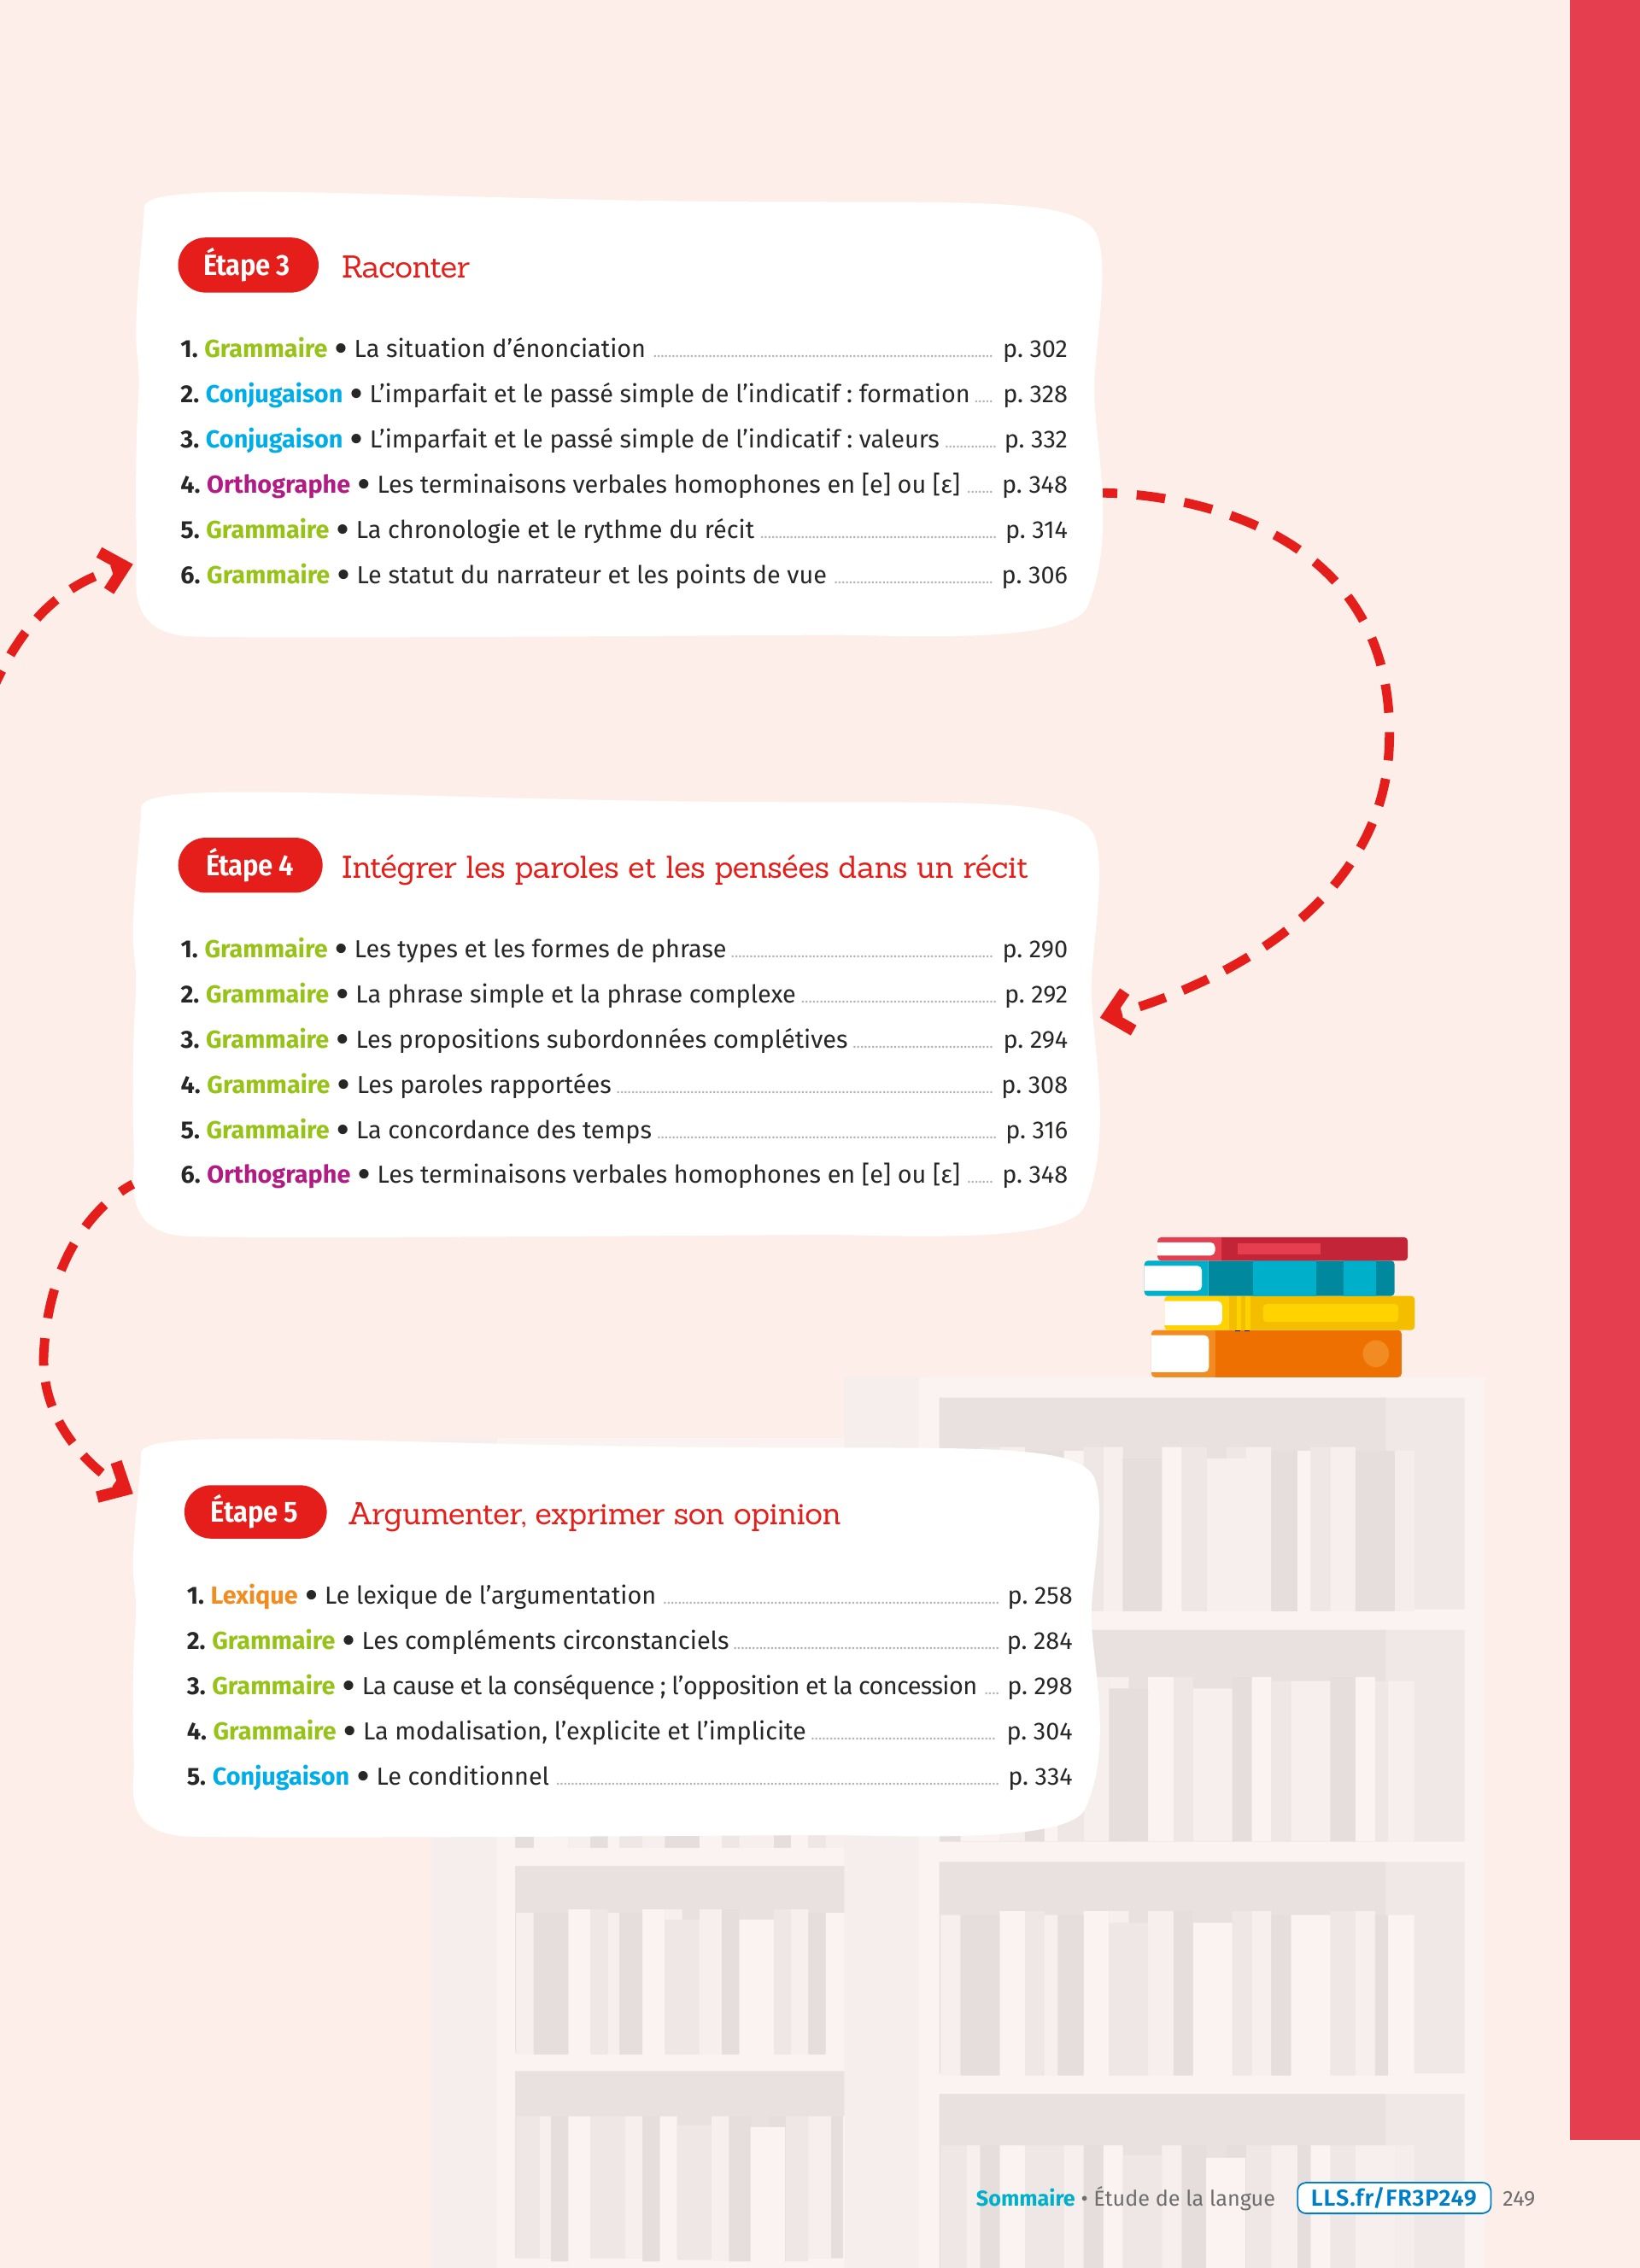 Étape 3 Raconter
1. Grammaire • La situation d’énonciation p. 302
2. Conjugaison • L’imparfait et le passé simple de l’indicatif : formation p. 328
3. Conjugaison • L’imparfait et le passé simple de l’indicatif : valeurs p. 332
4. Orthographe • Les terminaisons verbales homophones en [e] ou [ε] p. 348
5. Grammaire • La chronologie et le rythme du récit p. 314
6. Grammaire • Le statut du narrateur et les points de vue p. 306
Étape 4 Intégrer les paroles et les pensées dans un récit
1. Grammaire • Les types et les formes de phrase p. 290
2. Grammaire • La phrase simple et la phrase complexe p. 292
3. Grammaire • Les propositions subordonnées complétives p. 294
4. Grammaire • Les paroles rapportées p. 308
5. Grammaire • La concordance des temps p. 316
6. Orthographe • Les terminaisons verbales homophones en [e] ou [ε] p. 348
Étape 5 Argumenter, exprimer son opinion
1. Lexique • Le lexique de l’argumentation p. 258
2. Grammaire • Les compléments circonstanciels p. 284
3. Grammaire • La cause et la conséquence ; l’opposition et la concession p. 298
4. Grammaire • La modalisation, l’explicite et l’implicite p. 304
5. Conjugaison • Le conditionnel p. 334
Sommaire • Étude de la langue LLS.fr/FR3P249 249